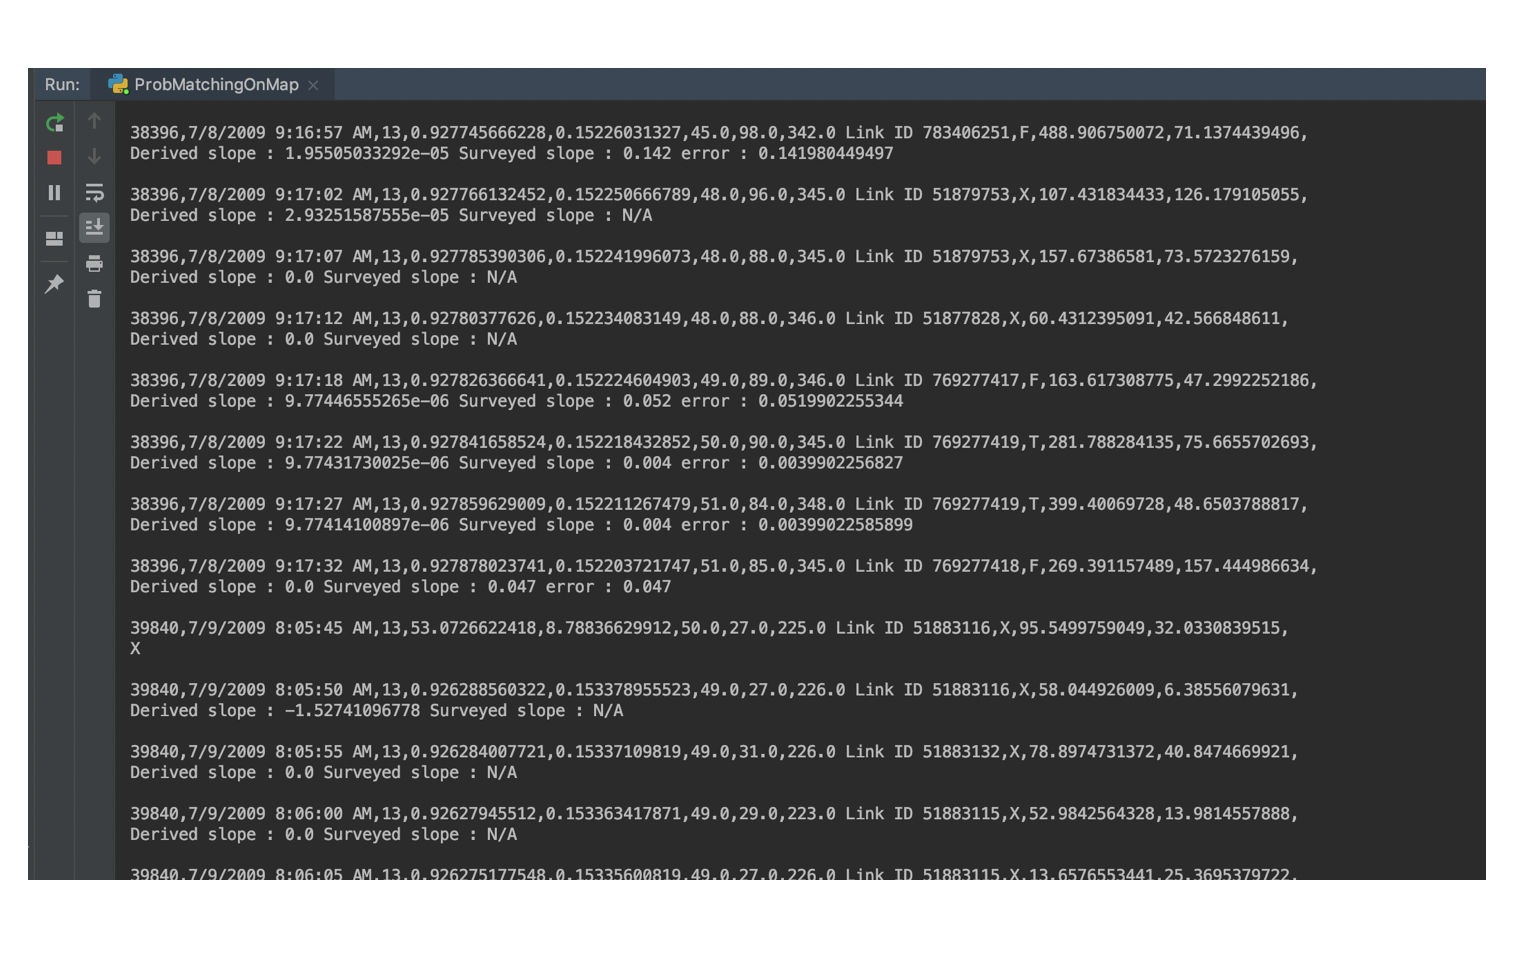 Run: ProbMatchingOnMap
38396,7/8/2009 9:16:57 AM,13,0.927745666228,0.15226031327,45.0,98.0,342.0 Link ID 783406251,F,488.906750072,71.1374439496,
Derived slope : 1.95505033292e-05 Surveyed slope : 0.142 error : 0.141980449497
38396,7/8/2009 9:17:02 AM,13,0.927766132452,0.152250666789,48.0,96.0,345.0 Link ID 51879753,X,107.431834433,126.179105055,
Derived slope : 2.93251587555e-05 Surveyed slope : N/A
38396,7/8/2009 9:17:07 AM,13,0.927785390306,0.152241996073,48.0,88.0,345.0 Link ID 51879753,X,157.67386581,73.5723276159,
Derived slope : 0.0 Surveyed slope : N/A
38396,7/8/2009 9:17:12 AM,13,0.92780377626,0.152234083149,48.0,88.0,346.0 Link ID 51877828,X,60.4312395091,42.566848611,
Derived slope : 0.0 Surveyed slope : N/A
38396,7/8/2009 9:17:18 AM,13,0.927826366641,0.152224604903,49.0,89.0,346.0 Link ID 769277417,F,163.617308775,47.2992252186,
Derived slope : 9.77446555265e-06 Surveyed slope : 0.052 error : 0.0519902255344
38396,7/8/2009 9:17:22 AM,13,0.927841658524,0.152218432852,50.0,90.0,345.0 Link ID 769277419,T,281.788284135,75.6655702693,
Derived slope : 9.77431730025e-06 Surveyed slope : 0.004 error : 0.0039902256827
38396,7/8/2009 9:17:27 AM,13,0.927859629009,0.152211267479,51.0,84.0,348.0 Link ID 769277419,T,399.40069728,48.6503788817,
Derived slope : 9.77414100897e-06 Surveyed slope : 0.004 error : 0.00399022585899
38396,7/8/2009 9:17:32 AM,13,0.927878023741,0.152203721747,51.0,85.0,345.0 Link ID 769277418,F,269.391157489,157.444986634,
Derived slope : 0.0 Surveyed slope : 0.047 error : 0.047
39840,7/9/2009 8:05:45 AM,13,53.0726622418,8.78836629912,50.0,27.0,225.0 Link ID 51883116,X,95.5499759049,32.0330839515,
X
39840,7/9/2009 8:05:50 AM,13,0.926288560322,0.153378955523,49.0,27.0,226.0 Link ID 51883116,X,58.044926009,6.38556079631,
Derived slope : -1.52741096778 Surveyed slope : N/A
39840,7/9/2009 8:05:55 AM,13,0.926284007721,0.15337109819,49.0,31.0,226.0 Link ID 51883132,X,78.8974731372,40.8474669921,
Derived slope : 0.0 Surveyed slope : N/A
39840,7/9/2009 8:06:00 AM,13,0.92627945512,0.153363417871,49.0,29.0,223.0 Link ID 51883115,X,52.9842564328,13.9814557888,
Derived slope : 0.0 Surveyed slope : N/A
39840,7/9/2009 8:06:05 AM,13,0.926275177548,0.15335600819,49.0,27.0,226.0 Link ID 51883115,X,13.6576553441,25.3695379722,